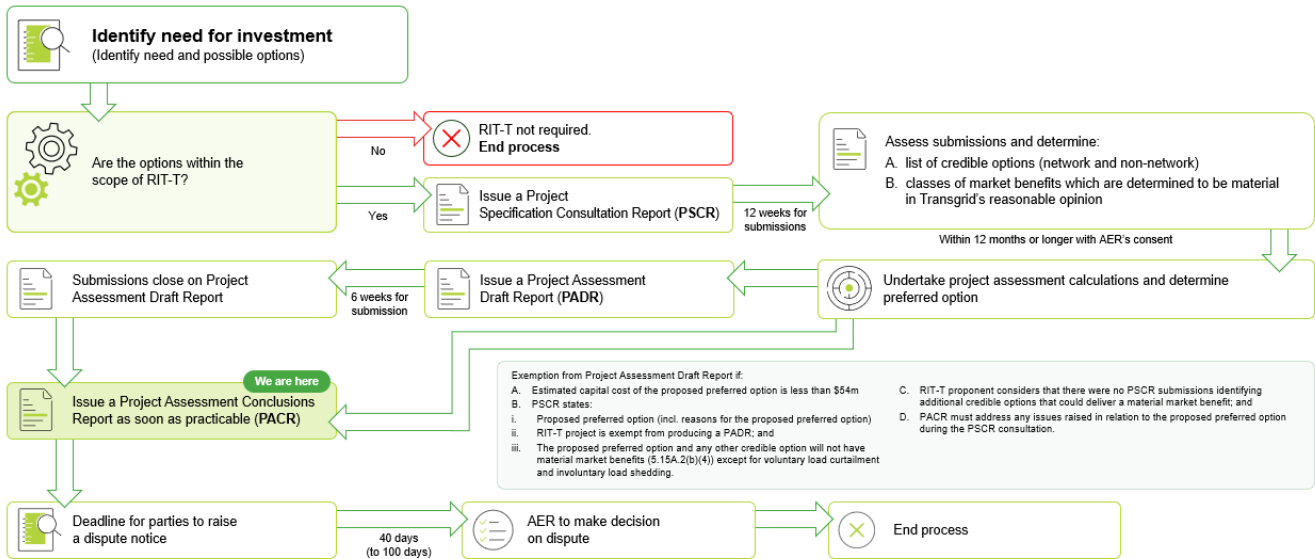 Identify need for investment
(Identify need and possible options)
Are the options within the
scope of RIT-T?
No
RIT-T not required.
End process
Yes
Issue a Project
Specification Consultation Report (PSCR)
12 weeks for
submissions
Assess submissions and determine:
A. list of credible options (network and non-network)
B. classes of market benefits which are determined to be material
in Transgrid's reasonable opinion
Within 12 months or longer with AER's consent
Undertake project assessment calculations and determine
preferred option
Issue a Project Assessment
Draft Report (PADR)
6 weeks for
submission
Submissions close on Project
Assessment Draft Report
We are here
Issue a Project Assessment Conclusions
Report as soon as practicable (PACR)
Exemption from Project Assessment Draft Report if:
A. Estimated capital cost of the proposed preferred option is less than $54m
B. PSCR states:
i. Proposed preferred option (incl. reasons for the proposed preferred option)
ii. RIT-T project is exempt from producing a PADR; and
iii. The proposed preferred option and any other credible option will not have
material market benefits (5.15A.2(b)(4)) except for voluntary load curtailment
and involuntary load shedding.
C. RIT-T proponent considers that there were no PSCR submissions identifying
additional credible options that could deliver a material market benefit; and
D. PACR must address any issues raised in relation to the proposed preferred option
during the PSCR consultation.
Deadline for parties to raise
a dispute notice
40 days
(to 100 days)
AER to make decision
on dispute
End process